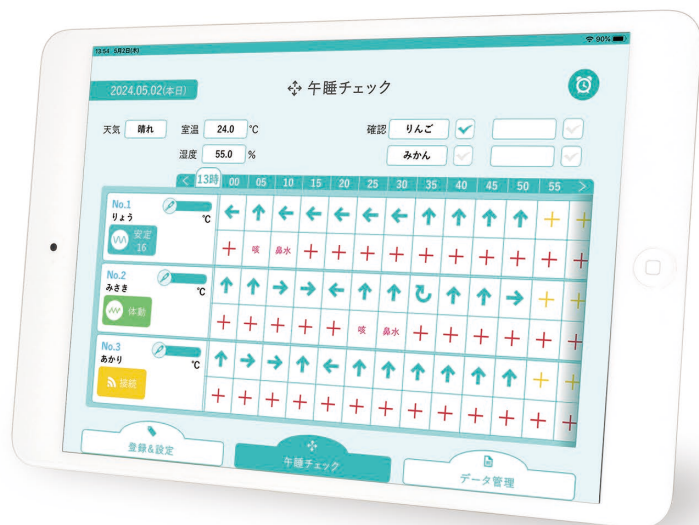 13:54 5月2日(木)
90%
2024.05.02(本日)
午睡チェック
天気 晴れ 室温 24.0 ℃ 確認 りんご
湿度 55.0 % みかん
< 13時 00 05 10 15 20 25 30 35 40 45 50 55 >
No.1
りょう ℃
安定
16
咳 鼻水
No.2
みさき ℃
体動
咳 鼻水
No.3
あかり ℃
接続
登録&設定 午睡チェック データ管理